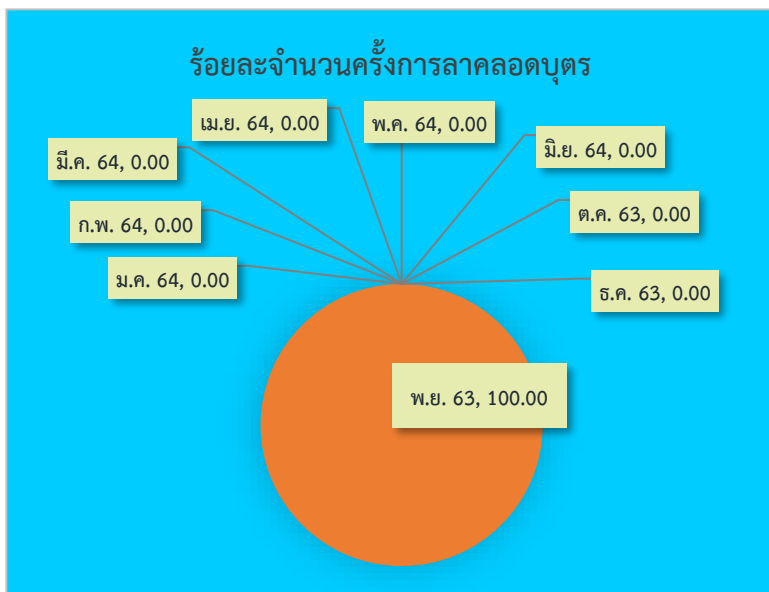 ร้อยละจำนวนครั้งการลาคลอดบุตร
เม.ย. 64, 0.00
พ.ค. 64, 0.00
มี.ค. 64, 0.00
มิ.ย. 64, 0.00
ก.พ. 64, 0.00
ต.ค. 63, 0.00
ม.ค. 64, 0.00
ธ.ค. 63, 0.00
พ.ย. 63, 100.00